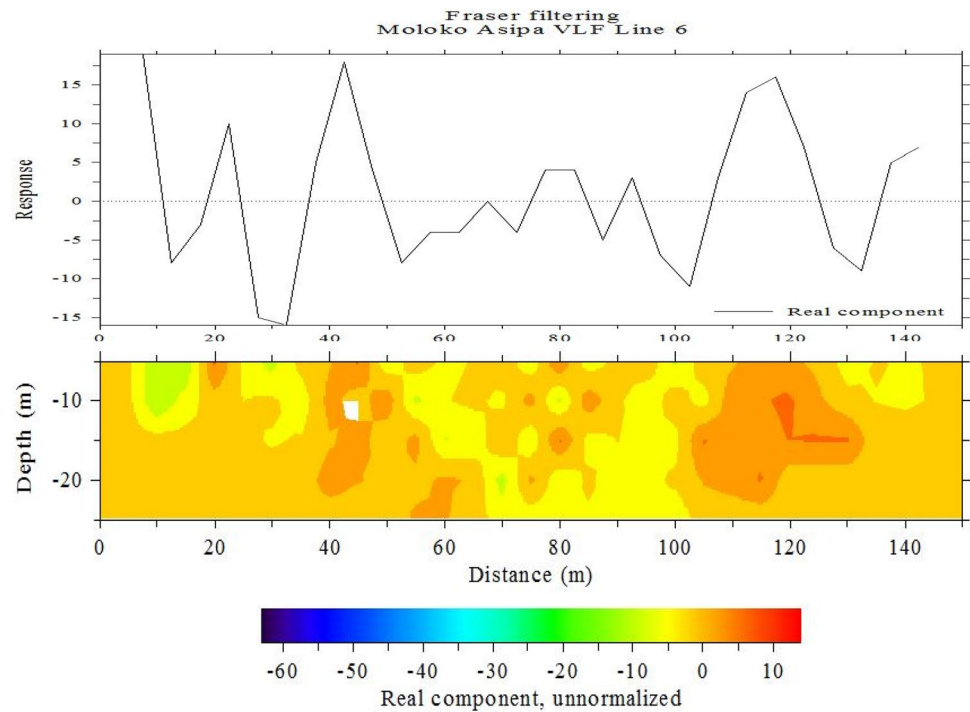 Fraser filtering
Moloko Asipa VLF Line 6
Response
15
10
5
0
-5
-10
-15
Real component
0 20 40 60 80 100 120 140
Depth (m)
-10
-20
0 20 40 60 80 100 120 140
Distance (m)
-60 -50 -40 -30 -20 -10 0 10
Real component, unnormalized